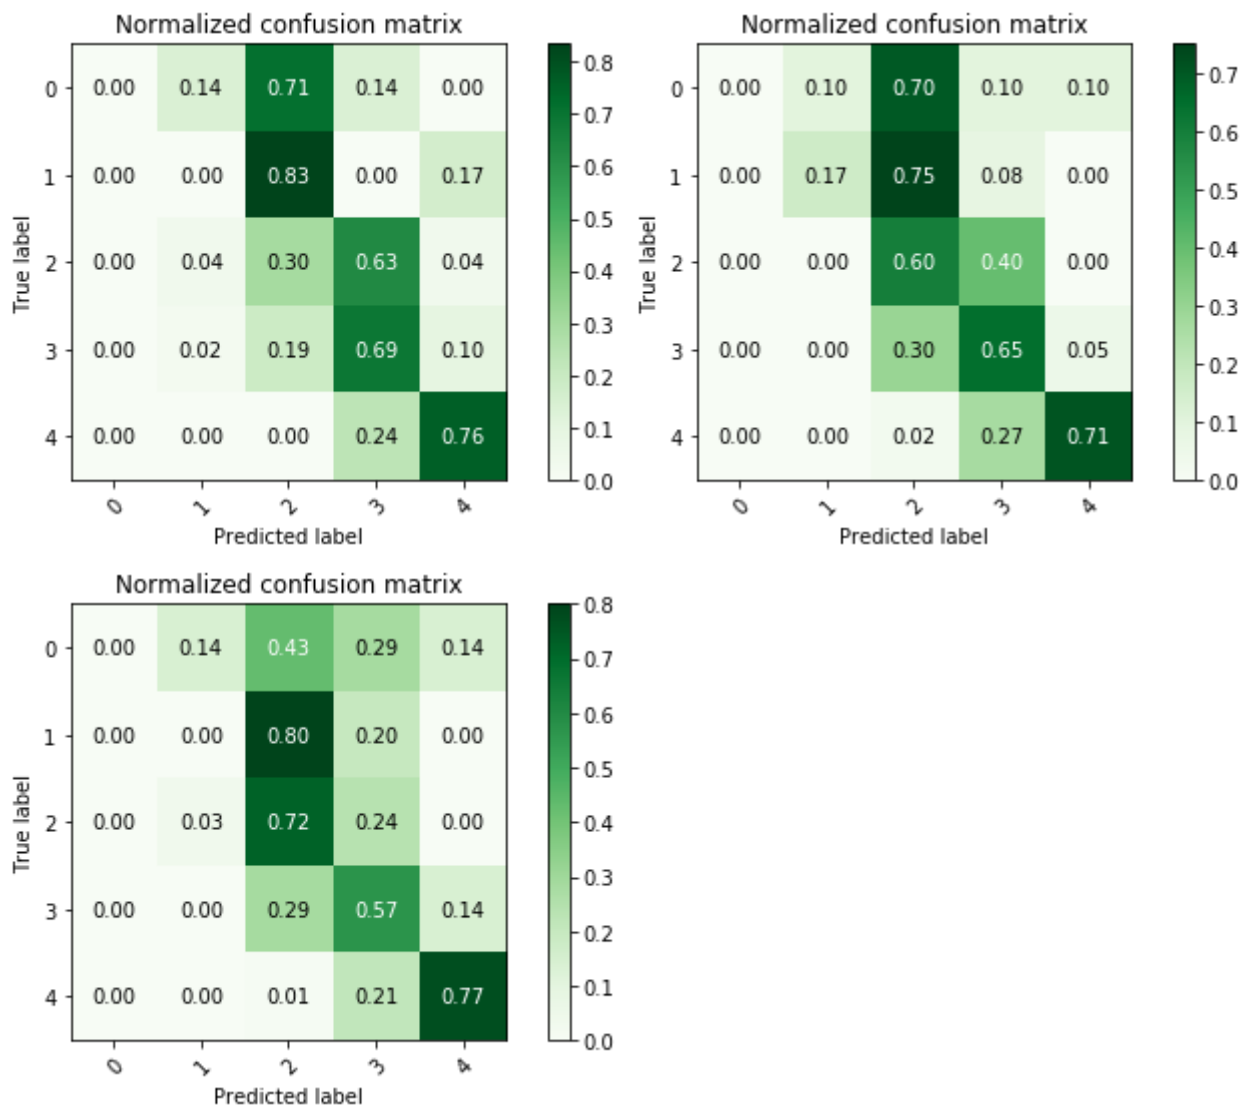 Normalized confusion matrix
0 0.00 0.14 0.71 0.14 0.00
1 0.00 0.00 0.83 0.00 0.17
2 0.00 0.04 0.30 0.63 0.04
3 0.00 0.02 0.19 0.69 0.10
4 0.00 0.00 0.00 0.24 0.76
0 1 2 3 4
True label
Predicted label
0.8
0.7
0.6
0.5
0.4
0.3
0.2
0.1
0.0
Normalized confusion matrix
0 0.00 0.10 0.70 0.10 0.10
1 0.00 0.17 0.75 0.08 0.00
2 0.00 0.00 0.60 0.40 0.00
3 0.00 0.00 0.30 0.65 0.05
4 0.00 0.00 0.02 0.27 0.71
0 1 2 3 4
True label
Predicted label
0.7
0.6
0.5
0.4
0.3
0.2
0.1
0.0
Normalized confusion matrix
0 0.00 0.14 0.43 0.29 0.14
1 0.00 0.00 0.80 0.20 0.00
2 0.00 0.03 0.72 0.24 0.00
3 0.00 0.00 0.29 0.57 0.14
4 0.00 0.00 0.01 0.21 0.77
0 1 2 3 4
True label
Predicted label
0.8
0.7
0.6
0.5
0.4
0.3
0.2
0.1
0.0